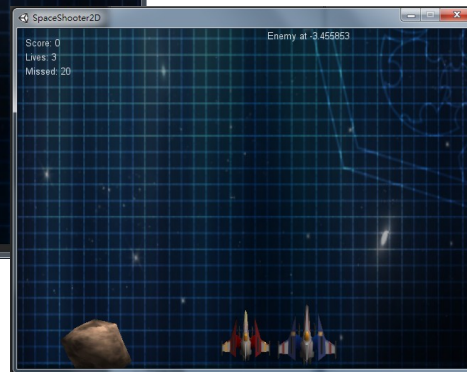 SpaceShooter2D
Score: 0
Lives: 3
Missed: 20
Enemy at -3.455853